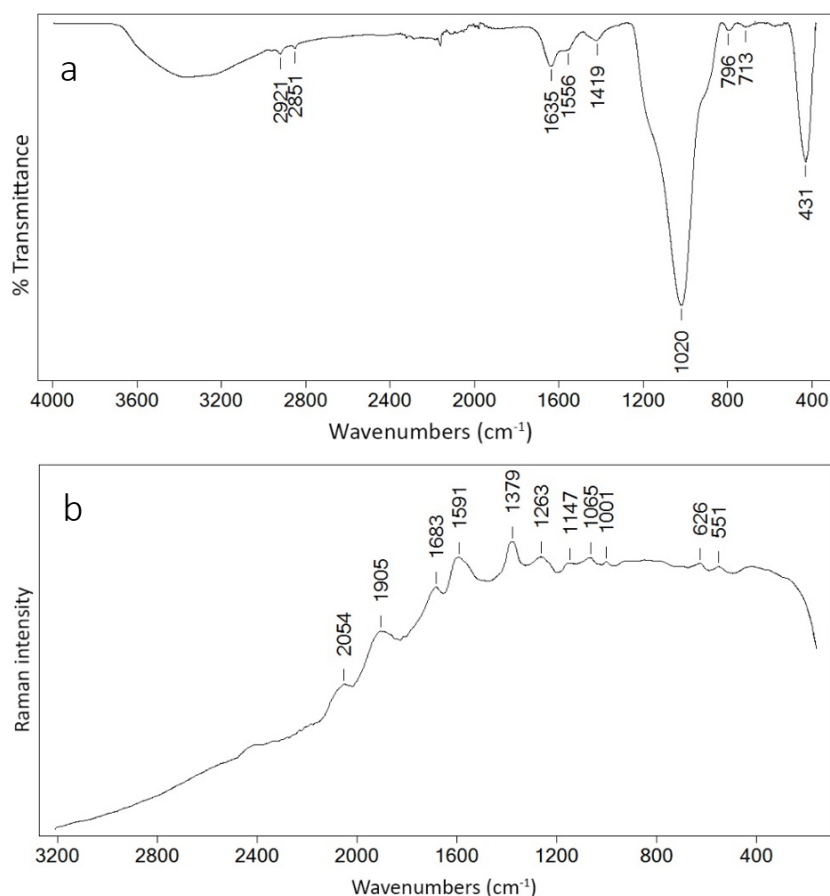 a
2921
2851
1635
1556
1419
1020
796
713
431
% Transmittance
4000 3600 3200 2800 2400 2000 1600 1200 800 400
Wavenumbers (cm⁻¹)
b
2054
1905
1683
1591
1379
1263
1147
1065
1001
626
551
Raman intensity
3200 2800 2400 2000 1600 1200 800 400
Wavenumbers (cm⁻¹)